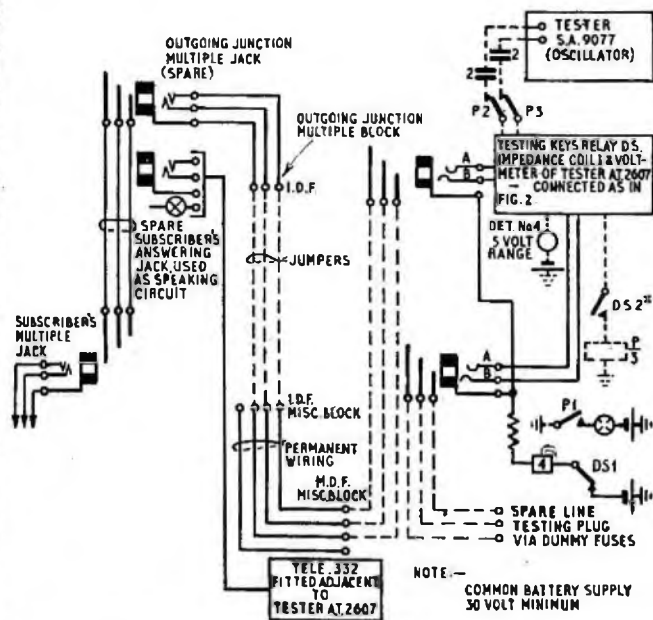 OUTGOING JUNCTION
MULTIPLE JACK
(SPARE)
OUTGOING JUNCTION
MULTIPLE BLOCK
I.D.F.
SPARE
SUBSCRIBER'S
ANSWERING
JACK, USED
AS SPEAKING
CIRCUIT
JUMPERS
SUBSCRIBER'S
MULTIPLE
JACK
I.D.F.
MISC. BLOCK
PERMANENT
WIRING
M.D.F.
MISC. BLOCK
TELE. 332
FITTED ADJACENT
TO
TESTER AT. 2607
TESTER
S.A. 9077
(OSCILLATOR)
2
2
P2
P3
TESTING KEYS RELAY D.S.
IMPEDANCE COIL I & VOLT-
METER OF TESTER AT 2607
— CONNECTED AS IN
FIG. 2
A
B
DET. No 4
5 VOLT
RANGE
DS2
P
3
A
B
P1
4
DS1
SPARE LINE
TESTING PLUG
VIA DUMMY FUSES
NOTE.—
COMMON BATTERY SUPPLY
30 VOLT MINIMUM